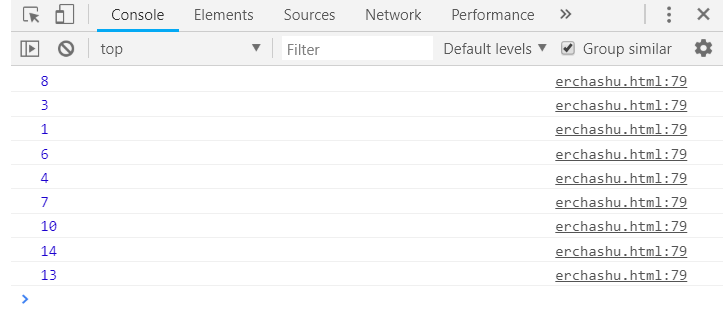 Console Elements Sources Network Performance »
top Filter Default levels Group similar
8 erchashu.html:79
3 erchashu.html:79
1 erchashu.html:79
6 erchashu.html:79
4 erchashu.html:79
7 erchashu.html:79
10 erchashu.html:79
14 erchashu.html:79
13 erchashu.html:79